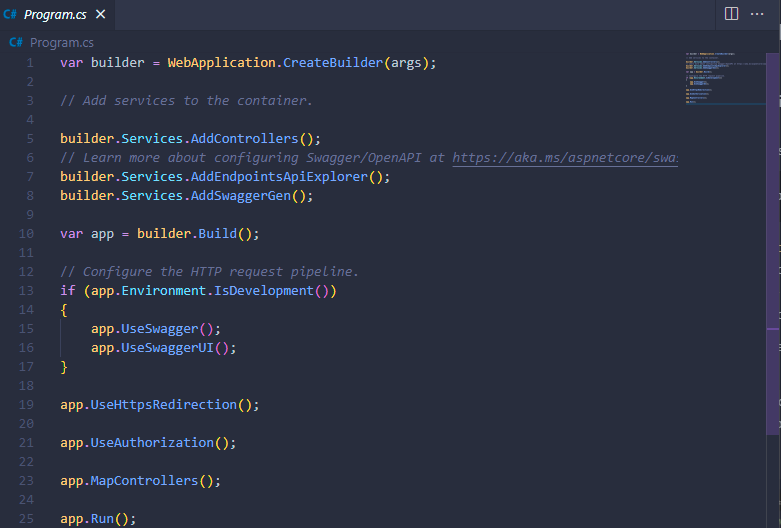 C# Program.cs ×
C# Program.cs
1 var builder = WebApplication.CreateBuilder(args);
2
3 // Add services to the container.
4
5 builder.Services.AddControllers();
6 // Learn more about configuring Swagger/OpenAPI at https://aka.ms/aspnetcore/swas
7 builder.Services.AddEndpointsApiExplorer();
8 builder.Services.AddSwaggerGen();
9
10 var app = builder.Build();
11
12 // Configure the HTTP request pipeline.
13 if (app.Environment.IsDevelopment())
14 {
15 app.UseSwagger();
16 app.UseSwaggerUI();
17 }
18
19 app.UseHttpsRedirection();
20
21 app.UseAuthorization();
22
23 app.MapControllers();
24
25 app.Run();